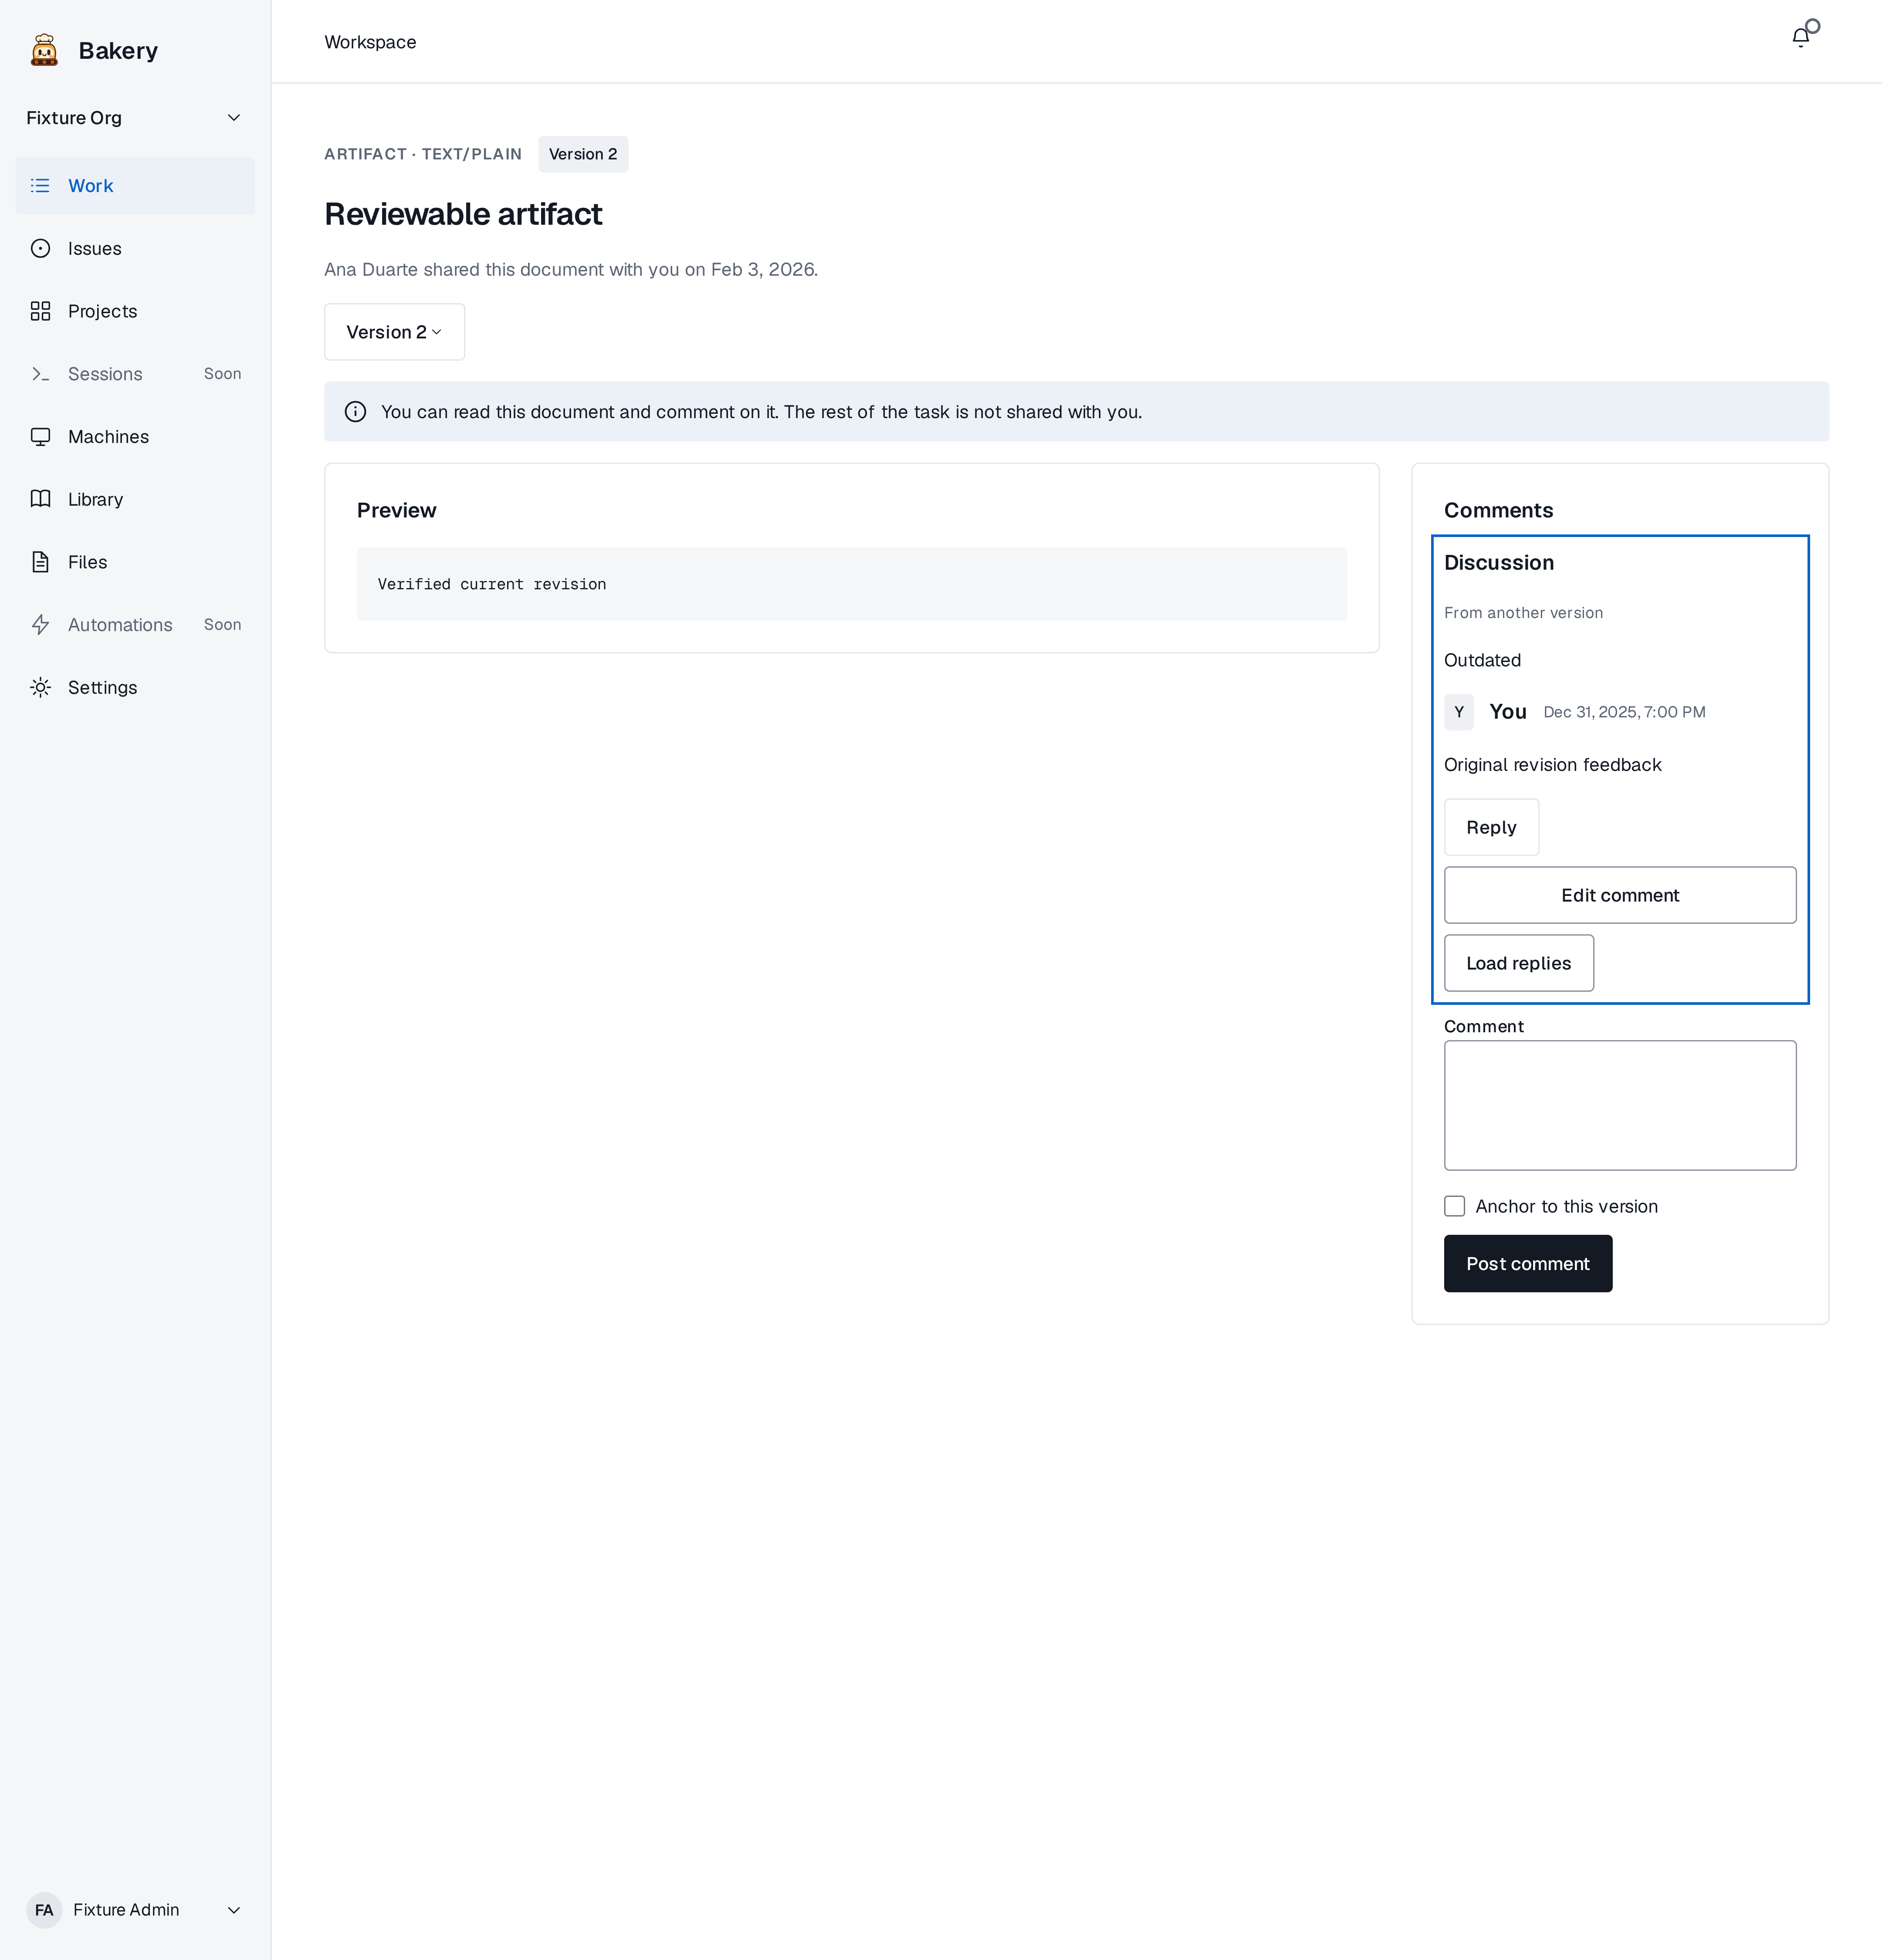 Bakery
Fixture Org
Work
Issues
Projects
Sessions Soon
Machines
Library
Files
Automations Soon
Settings
FA Fixture Admin
Workspace
ARTIFACT · TEXT/PLAIN Version 2
Reviewable artifact
Ana Duarte shared this document with you on Feb 3, 2026.
Version 2
You can read this document and comment on it. The rest of the task is not shared with you.
Preview
Verified current revision
Comments
Discussion
From another version
Outdated
Y You Dec 31, 2025, 7:00 PM
Original revision feedback
Reply
Edit comment
Load replies
Comment
Anchor to this version
Post comment